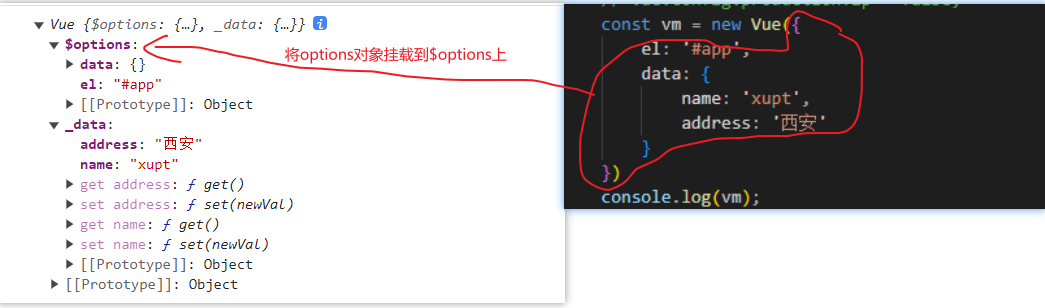 Vue {$options: {…}, _data: {…}} i
$options:
data: {}
el: "#app"
[[Prototype]]: Object
_data:
address: "西安"
name: "xupt"
get address: ƒ get()
set address: ƒ set(newVal)
get name: ƒ get()
set name: ƒ set(newVal)
[[Prototype]]: Object
[[Prototype]]: Object
将options对象挂载到$options上
const vm = new Vue({
el: '#app',
data: {
name: 'xupt',
address: '西安'
}
})
console.log(vm);